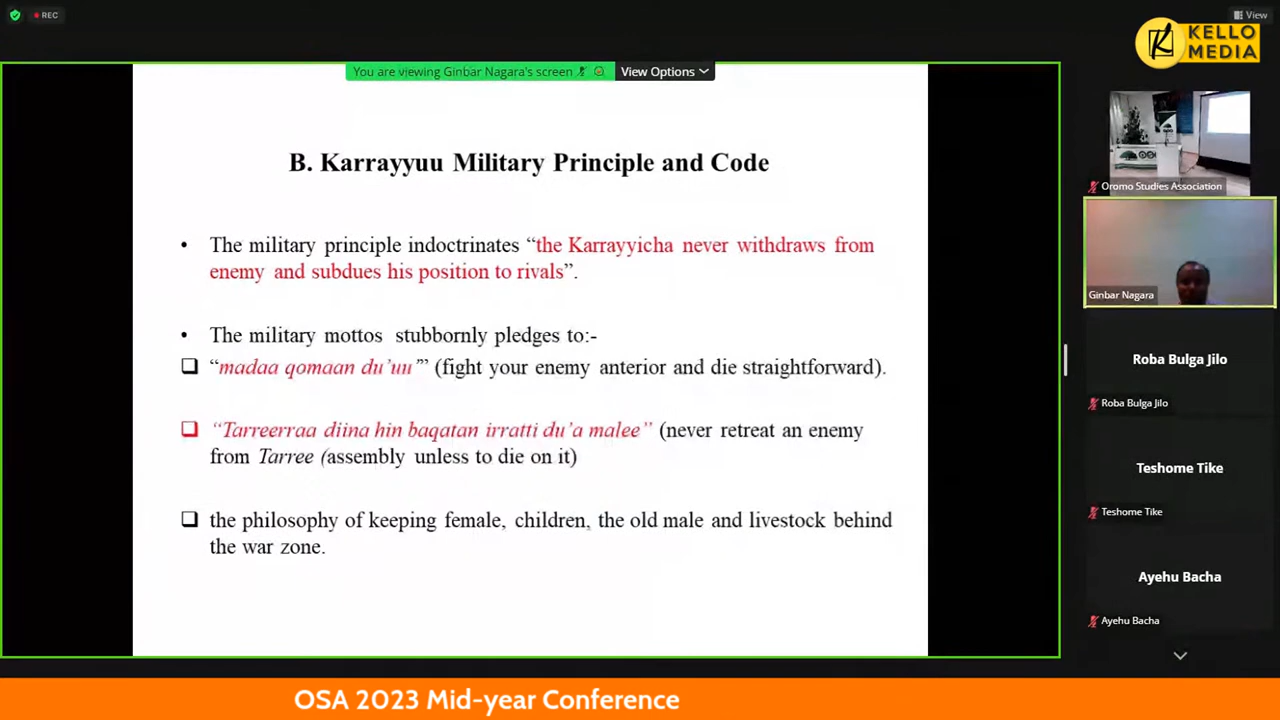 REC
View
KELLO
MEDIA
You are viewing Ginbar Nagara's screen
View Options
B. Karrayyuu Military Principle and Code
• The military principle indoctrinates “the Karrayyicha never withdraws from
enemy and subdues his position to rivals”.
• The military mottos stubbornly pledges to:-
❑ “madaa qomaan du’uu’” (fight your enemy anterior and die straightforward).
❑ “Tarreerraa diina hin baqatan irratti du’a malee” (never retreat an enemy
from Tarree (assembly unless to die on it)
❑ the philosophy of keeping female, children, the old male and livestock behind
the war zone.
Oromo Studies Association
Ginbar Nagara
Roba Bulga Jilo
Roba Bulga Jilo
Teshome Tike
Teshome Tike
Ayehu Bacha
Ayehu Bacha
OSA 2023 Mid-year Conference